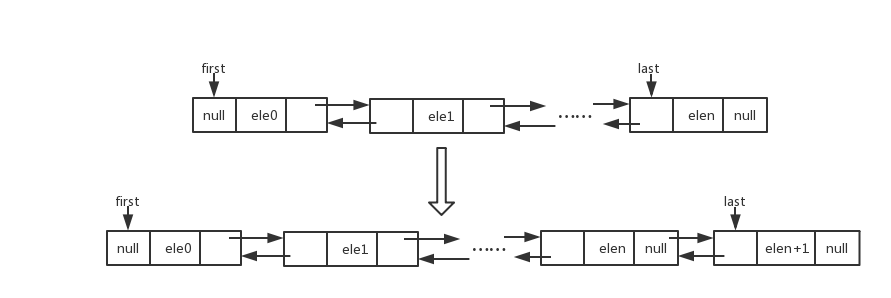 first last
null ele0 ele1 ...... elen null
first last
null ele0 ele1 ...... elen null elen+1 null